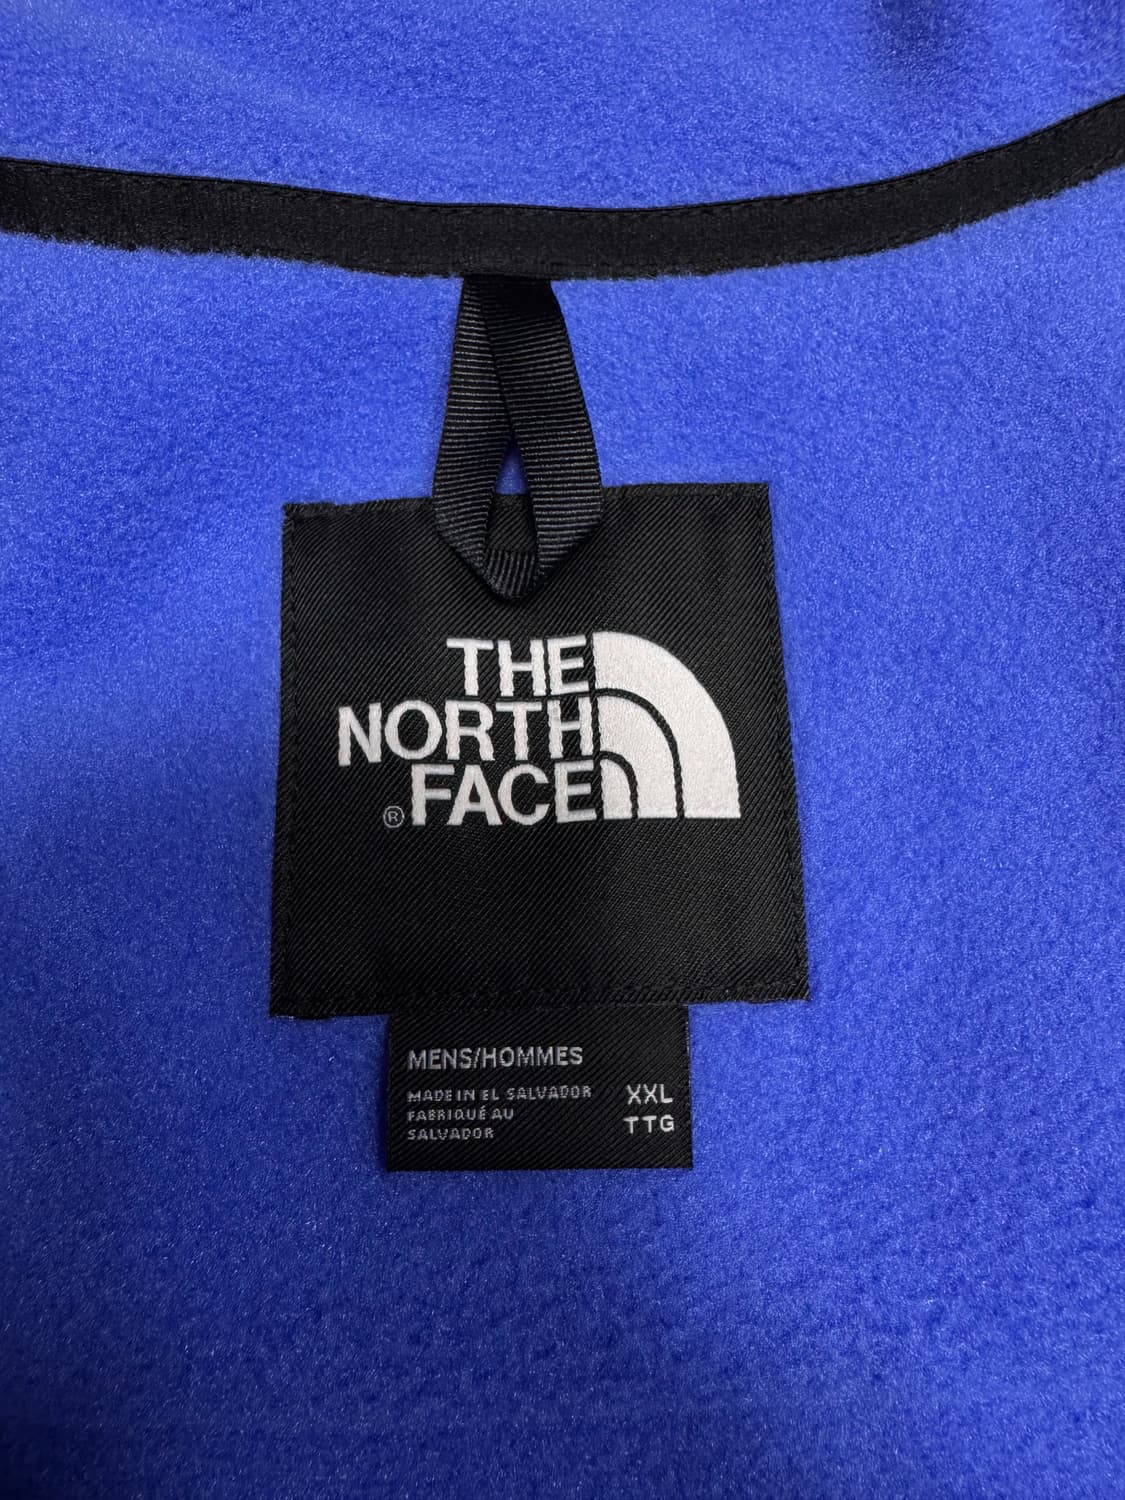 THE
NORTH
® FACE
MENS/HOMMES
MADE IN EL SALVADOR
FABRIQUÉ AU
SALVADOR
XXL
TTG